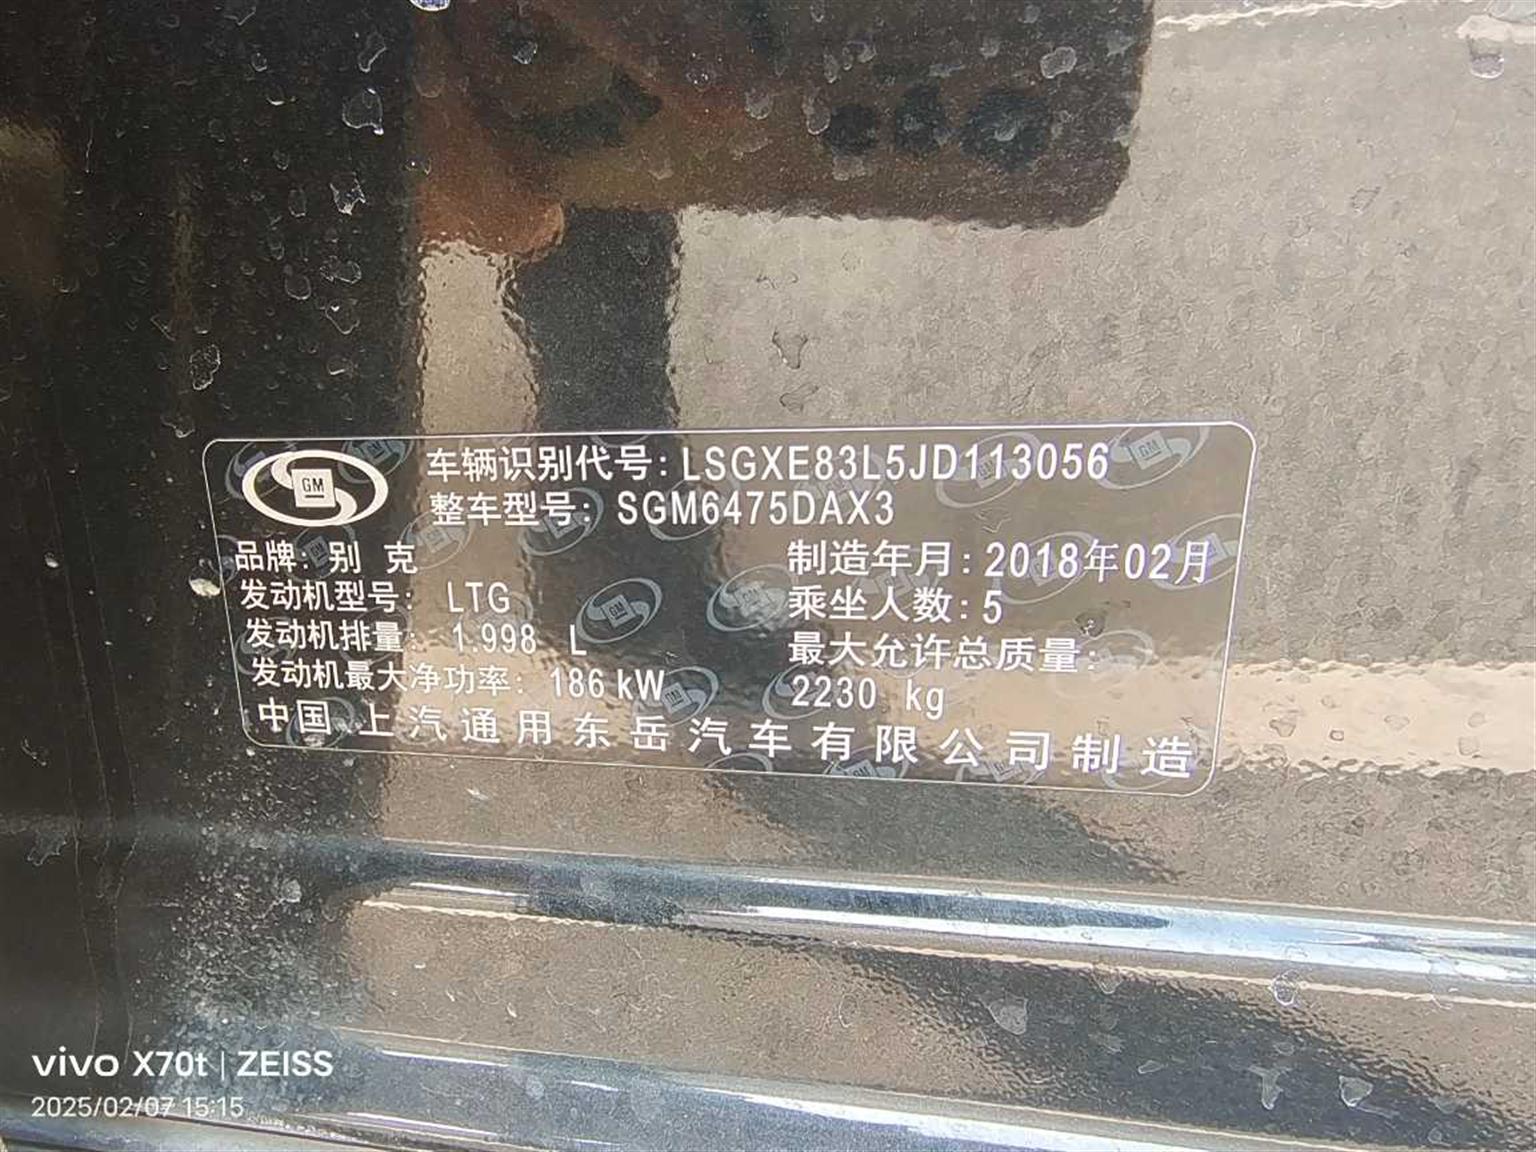 GM
车辆识别代号：LSGXE83L5JD113056
整车型号：SGM6475DAX3
品牌：别 克
制造年月：2018年02月
发动机型号： LTG
乘坐人数：5
发动机排量： 1.998 L
最大允许总质量：
发动机最大净功率： 186 kW
2230 kg
中国 上汽通用东岳汽车有限公司制造
vivo X70t | ZEISS
2025/02/07 15:15